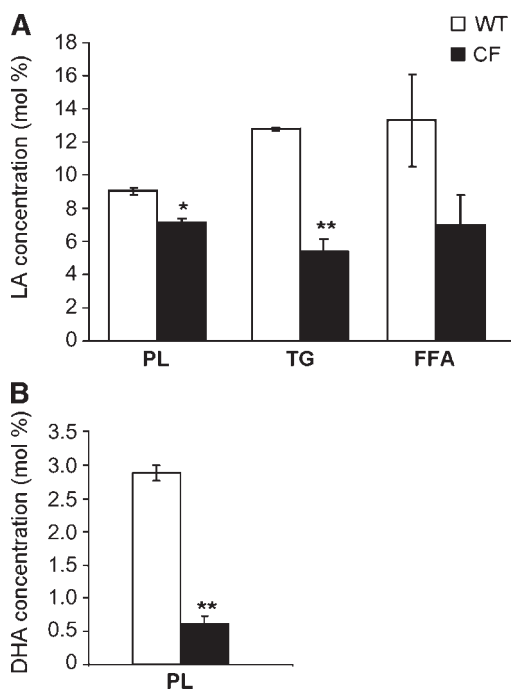 A
WT
CF
LA concentration (mol %)
18
16
14
12
10
8
6
4
2
0
*
**
PL TG FFA
B
DHA concentration (mol %)
3.5
3.0
2.5
2.0
1.5
1.0
0.5
0
**
PL